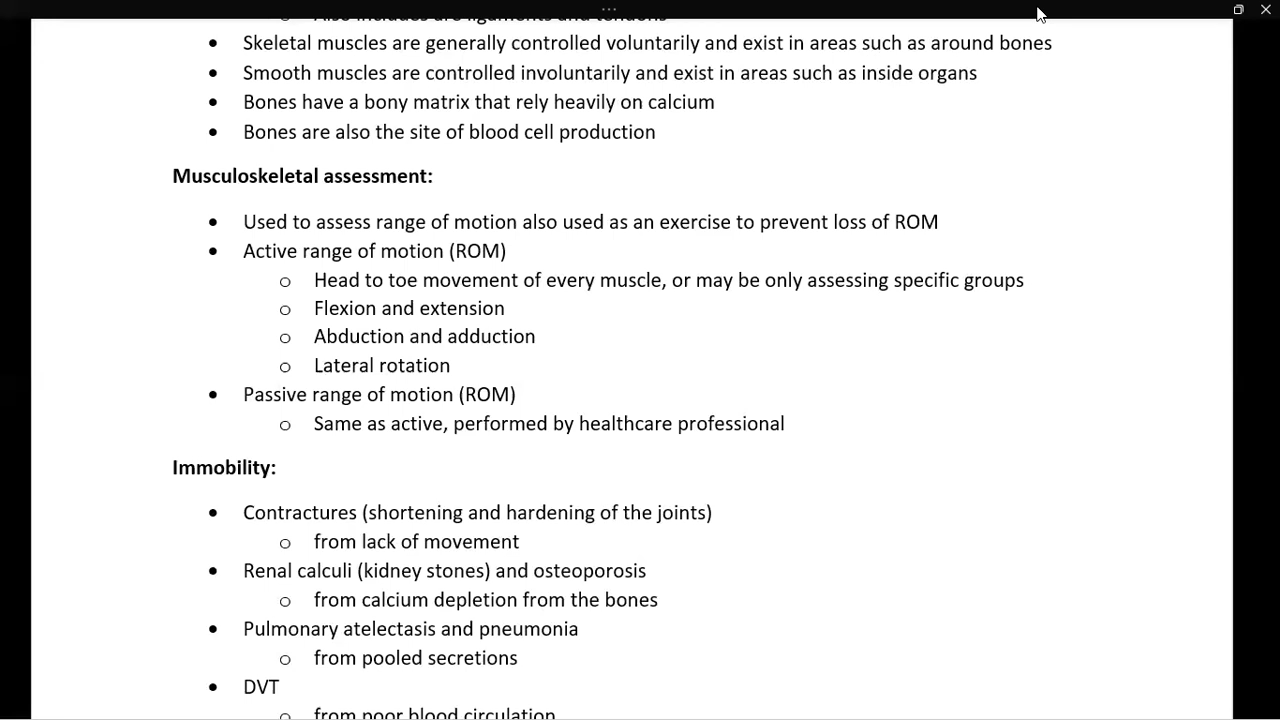 ○ Also includes are ligaments and tendons
• Skeletal muscles are generally controlled voluntarily and exist in areas such as around bones
• Smooth muscles are controlled involuntarily and exist in areas such as inside organs
• Bones have a bony matrix that rely heavily on calcium
• Bones are also the site of blood cell production
Musculoskeletal assessment:
• Used to assess range of motion also used as an exercise to prevent loss of ROM
• Active range of motion (ROM)
○ Head to toe movement of every muscle, or may be only assessing specific groups
○ Flexion and extension
○ Abduction and adduction
○ Lateral rotation
• Passive range of motion (ROM)
○ Same as active, performed by healthcare professional
Immobility:
• Contractures (shortening and hardening of the joints)
○ from lack of movement
• Renal calculi (kidney stones) and osteoporosis
○ from calcium depletion from the bones
• Pulmonary atelectasis and pneumonia
○ from pooled secretions
• DVT
○ from poor blood circulation